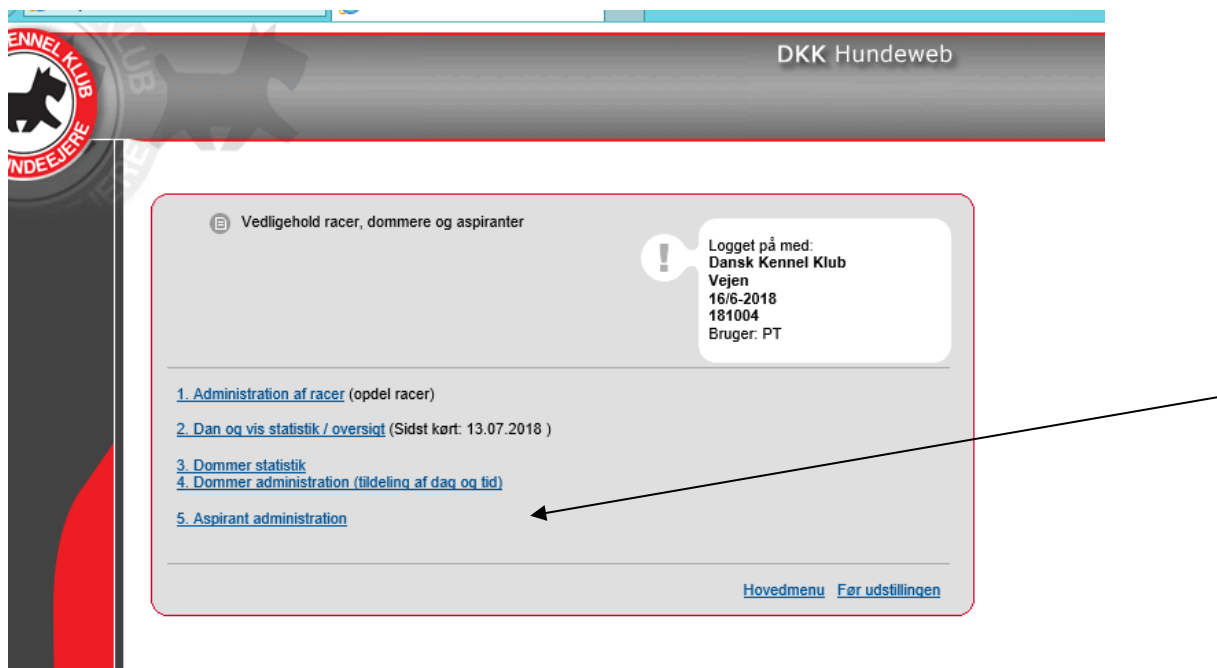 ENNEL KLUB
NDEEJERE
DKK Hundeweb
Vedligehold racer, dommere og aspiranter
!
Logget på med:
Dansk Kennel Klub
Vejen
16/6-2018
181004
Bruger: PT
1. Administration af racer (opdel racer)
2. Dan og vis statistik / oversigt (Sidst kørt: 13.07.2018 )
3. Dommer statistik
4. Dommer administration (tildeling af dag og tid)
5. Aspirant administration
Hovedmenu Før udstillingen